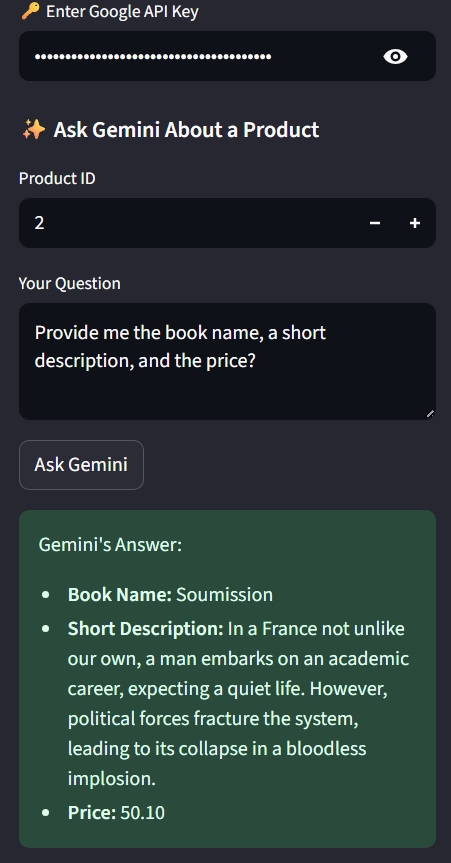 🔑 Enter Google API Key
•••••••••••••••••••••••••••••••••••••••
✨ Ask Gemini About a Product
Product ID
2
Your Question
Provide me the book name, a short
description, and the price?
Ask Gemini
Gemini's Answer:
• Book Name: Soumission
• Short Description: In a France not unlike
our own, a man embarks on an academic
career, expecting a quiet life. However,
political forces fracture the system,
leading to its collapse in a bloodless
implosion.
• Price: 50.10